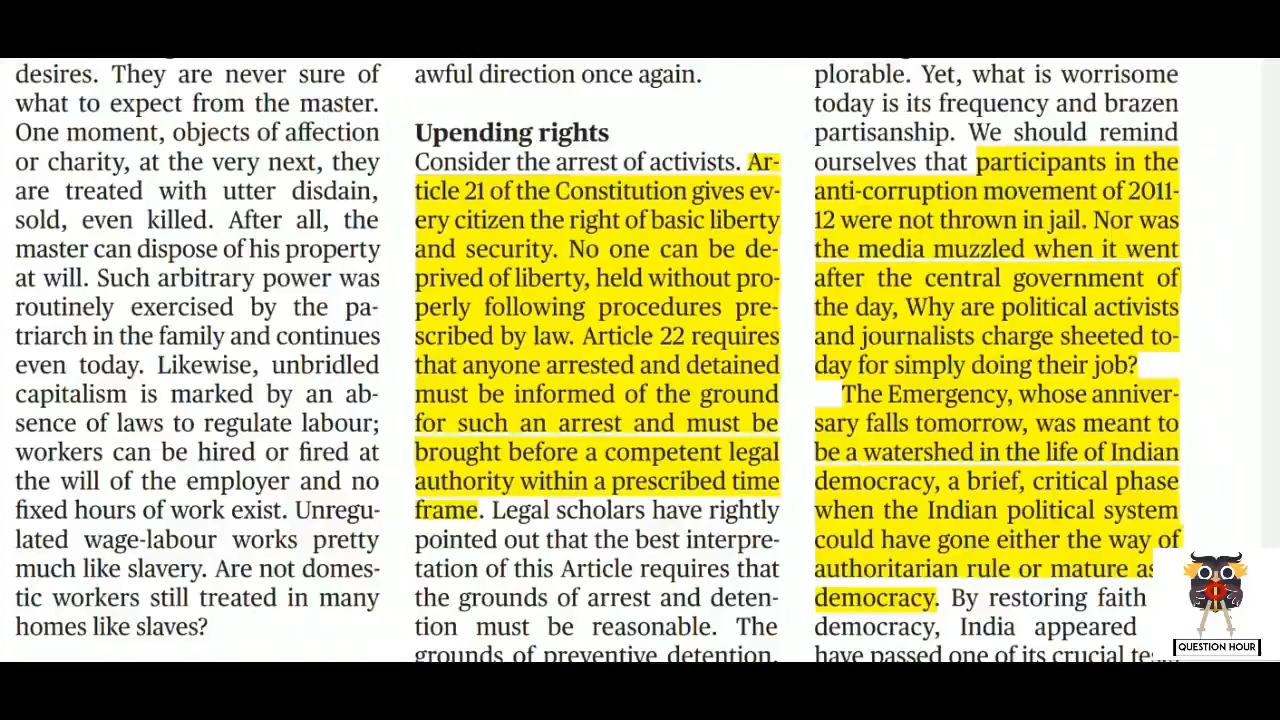 desires. They are never sure of
what to expect from the master.
One moment, objects of affection
or charity, at the very next, they
are treated with utter disdain,
sold, even killed. After all, the
master can dispose of his property
at will. Such arbitrary power was
routinely exercised by the pa-
triarch in the family and continues
even today. Likewise, unbridled
capitalism is marked by an ab-
sence of laws to regulate labour;
workers can be hired or fired at
the will of the employer and no
fixed hours of work exist. Unregu-
lated wage-labour works pretty
much like slavery. Are not domes-
tic workers still treated in many
homes like slaves?
awful direction once again.
Upending rights
Consider the arrest of activists. Ar-
ticle 21 of the Constitution gives ev-
ery citizen the right of basic liberty
and security. No one can be de-
prived of liberty, held without pro-
perly following procedures pre-
scribed by law. Article 22 requires
that anyone arrested and detained
must be informed of the ground
for such an arrest and must be
brought before a competent legal
authority within a prescribed time
frame. Legal scholars have rightly
pointed out that the best interpre-
tation of this Article requires that
the grounds of arrest and deten-
tion must be reasonable. The
grounds of preventive detention,
plorable. Yet, what is worrisome
today is its frequency and brazen
partisanship. We should remind
ourselves that participants in the
anti-corruption movement of 2011-
12 were not thrown in jail. Nor was
the media muzzled when it went
after the central government of
the day, Why are political activists
and journalists charge sheeted to-
day for simply doing their job?
The Emergency, whose anniver-
sary falls tomorrow, was meant to
be a watershed in the life of Indian
democracy, a brief, critical phase
when the Indian political system
could have gone either the way of
authoritarian rule or mature as
democracy. By restoring faith
democracy, India appeared
have passed one of its crucial
QUESTION HOUR